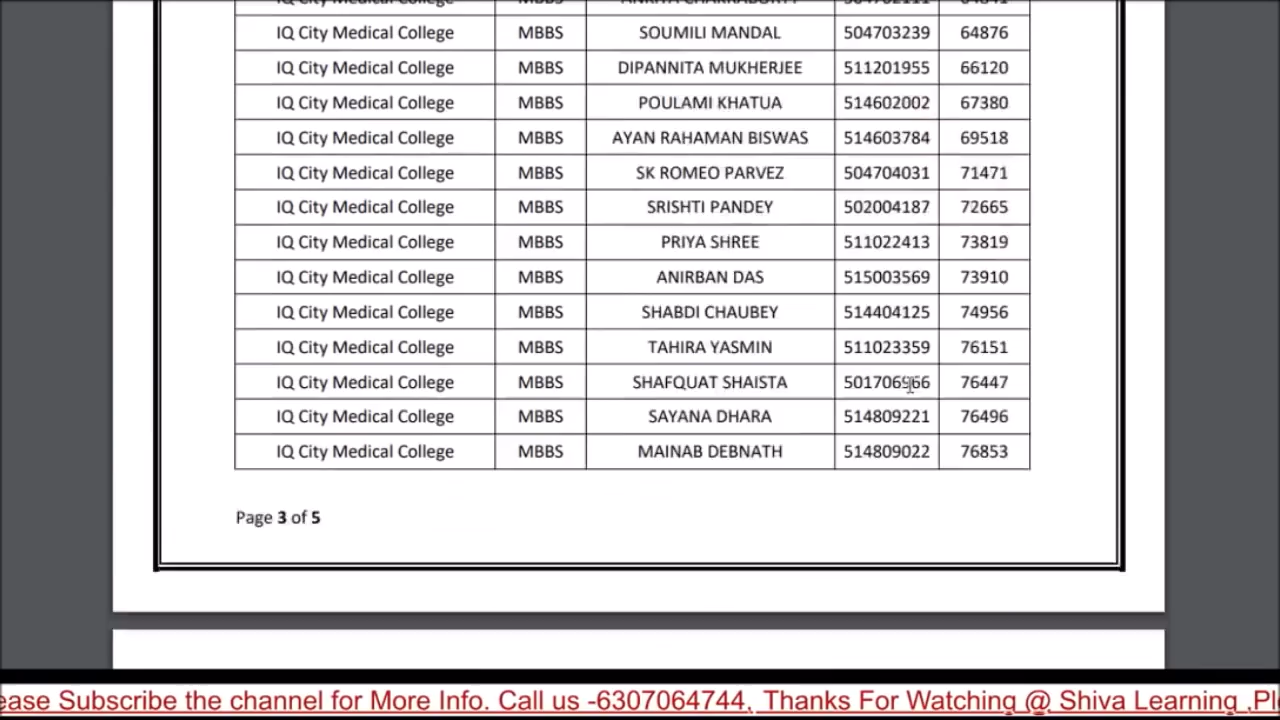 IQ City Medical College MBBS SOUMILI MANDAL 504703239 64876
IQ City Medical College MBBS DIPANNITA MUKHERJEE 511201955 66120
IQ City Medical College MBBS POULAMI KHATUA 514602002 67380
IQ City Medical College MBBS AYAN RAHAMAN BISWAS 514603784 69518
IQ City Medical College MBBS SK ROMEO PARVEZ 504704031 71471
IQ City Medical College MBBS SRISHTI PANDEY 502004187 72665
IQ City Medical College MBBS PRIYA SHREE 511022413 73819
IQ City Medical College MBBS ANIRBAN DAS 515003569 73910
IQ City Medical College MBBS SHABDI CHAUBEY 514404125 74956
IQ City Medical College MBBS TAHIRA YASMIN 511023359 76151
IQ City Medical College MBBS SHAFQUAT SHAISTA 501706966 76447
IQ City Medical College MBBS SAYANA DHARA 514809221 76496
IQ City Medical College MBBS MAINAB DEBNATH 514809022 76853
Page 3 of 5
ease Subscribe the channel for More Info. Call us -6307064744, Thanks For Watching @ Shiva Learning ,Pl